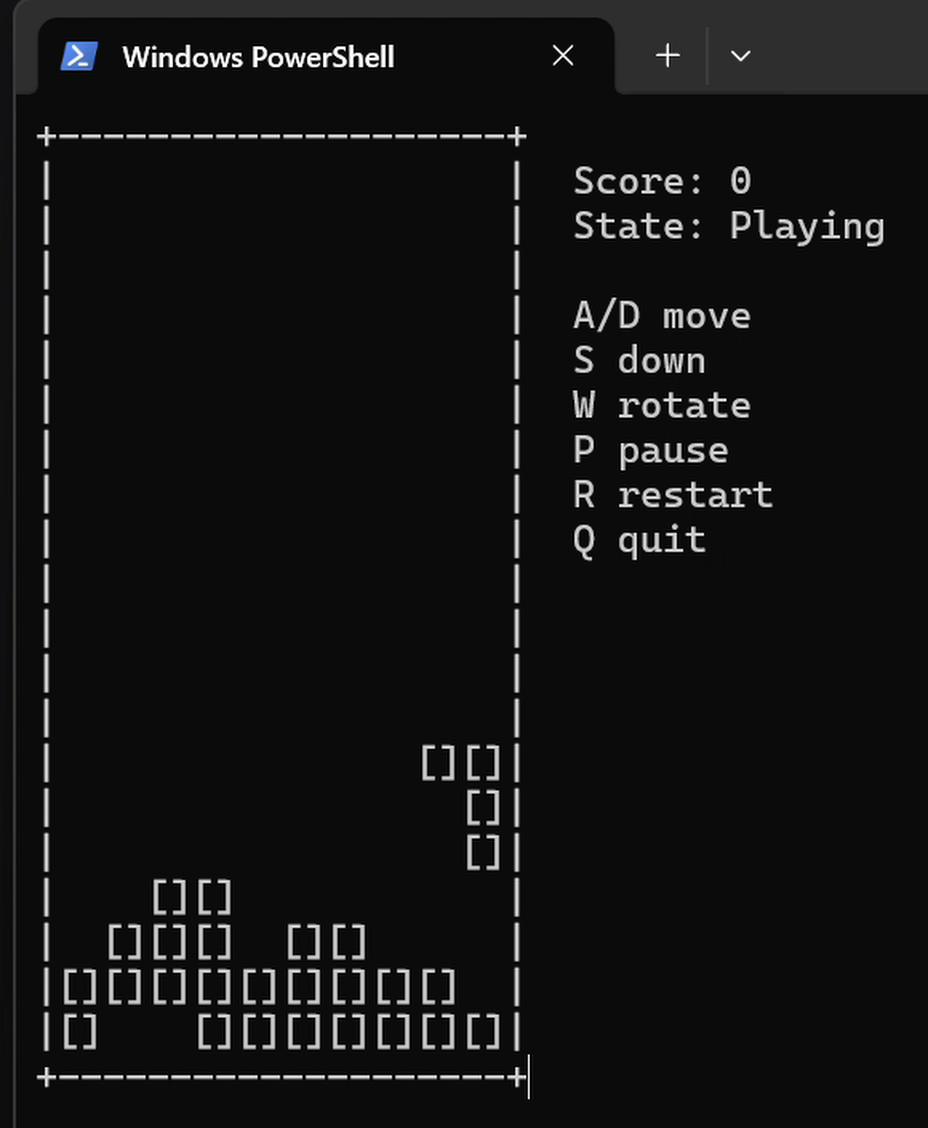 Windows PowerShell
+--------------------+
|                    |  Score: 0
|                    |  State: Playing
|                    |
|                    |  A/D move
|                    |  S down
|                    |  W rotate
|                    |  P pause
|                    |  R restart
|                    |  Q quit
|                    |
|                    |
|                    |
|                    |
|                [][]|
|                  []|
|                  []|
|    [][]            |
|  [][][]  [][]      |
|[][][][][][][][][]  |
|[]    [][][][][][][]|
+--------------------+